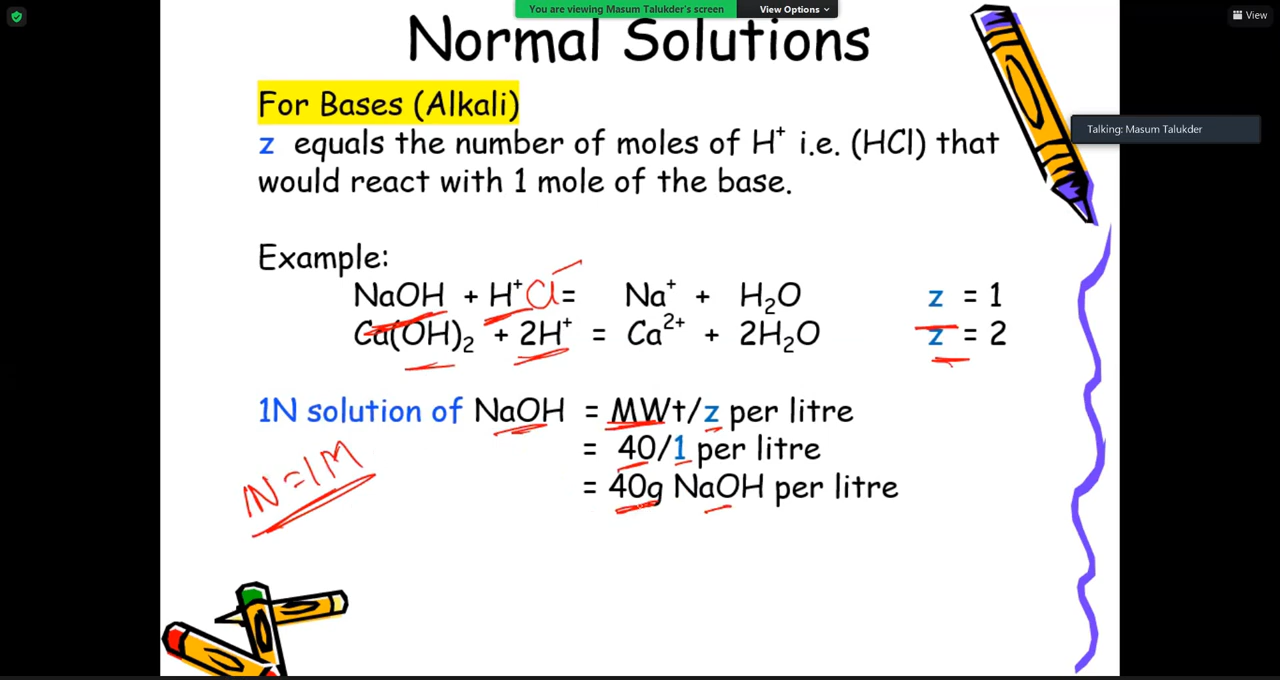 You are viewing Masum Talukder's screen
View Options
View
Normal Solutions
Talking: Masum Talukder
For Bases (Alkali)
z equals the number of moles of H⁺ i.e. (HCl) that
would react with 1 mole of the base.
Example:
NaOH + H⁺Cl⁻ = Na⁺ + H₂O z = 1
Ca(OH)₂ + 2H⁺ = Ca²⁺ + 2H₂O z = 2
1N solution of NaOH = MWt/z per litre
= 40/1 per litre
= 40g NaOH per litre
1N = 1M